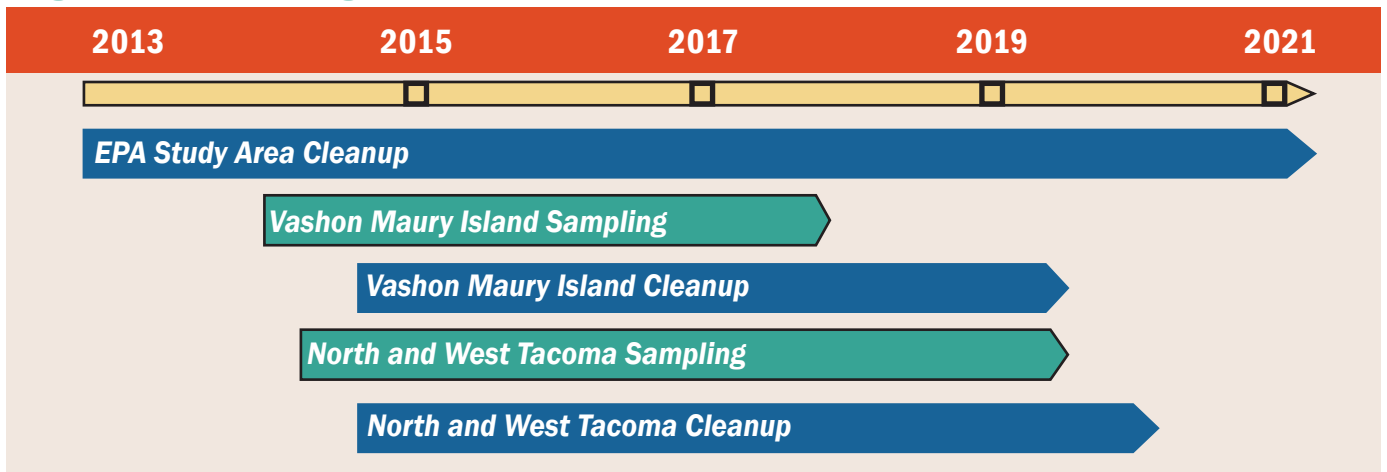 2013 2015 2017 2019 2021
EPA Study Area Cleanup
Vashon Maury Island Sampling
Vashon Maury Island Cleanup
North and West Tacoma Sampling
North and West Tacoma Cleanup